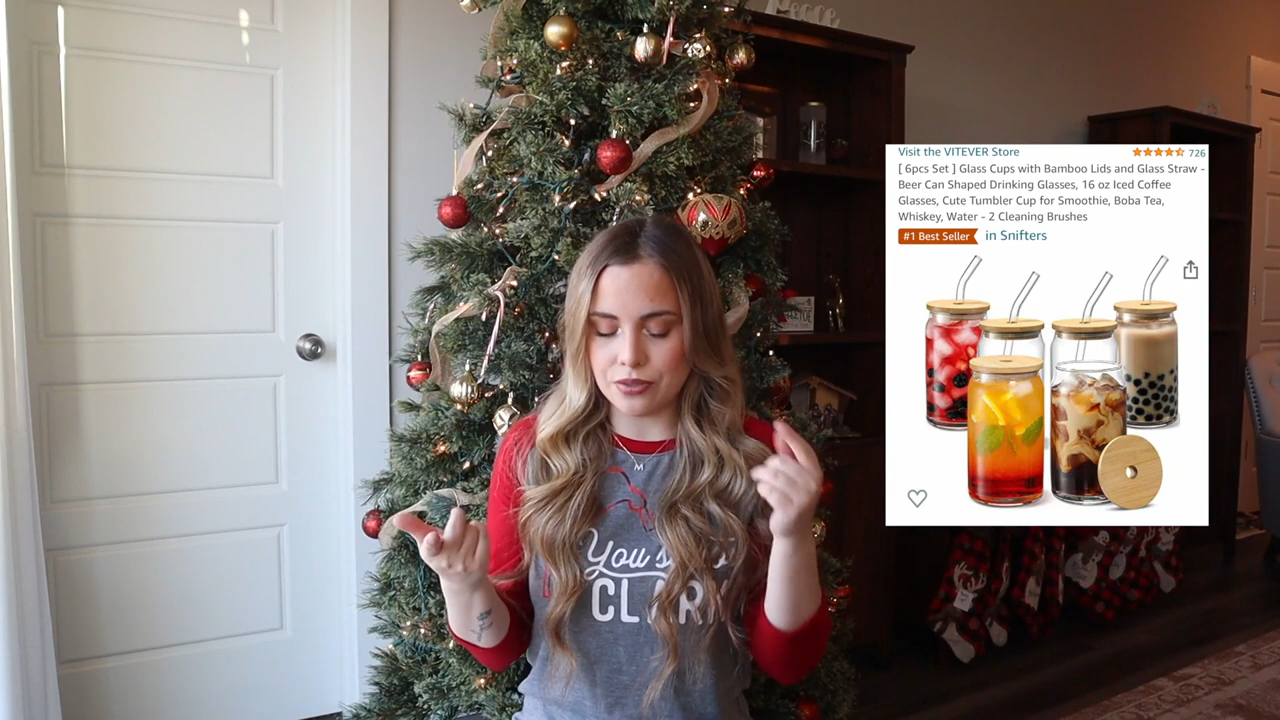 Peace
Visit the VITEVER Store
726
[ 6pcs Set ] Glass Cups with Bamboo Lids and Glass Straw -
Beer Can Shaped Drinking Glasses, 16 oz Iced Coffee
Glasses, Cute Tumbler Cup for Smoothie, Boba Tea,
Whiskey, Water - 2 Cleaning Brushes
#1 Best Seller in Snifters
M
CLARK